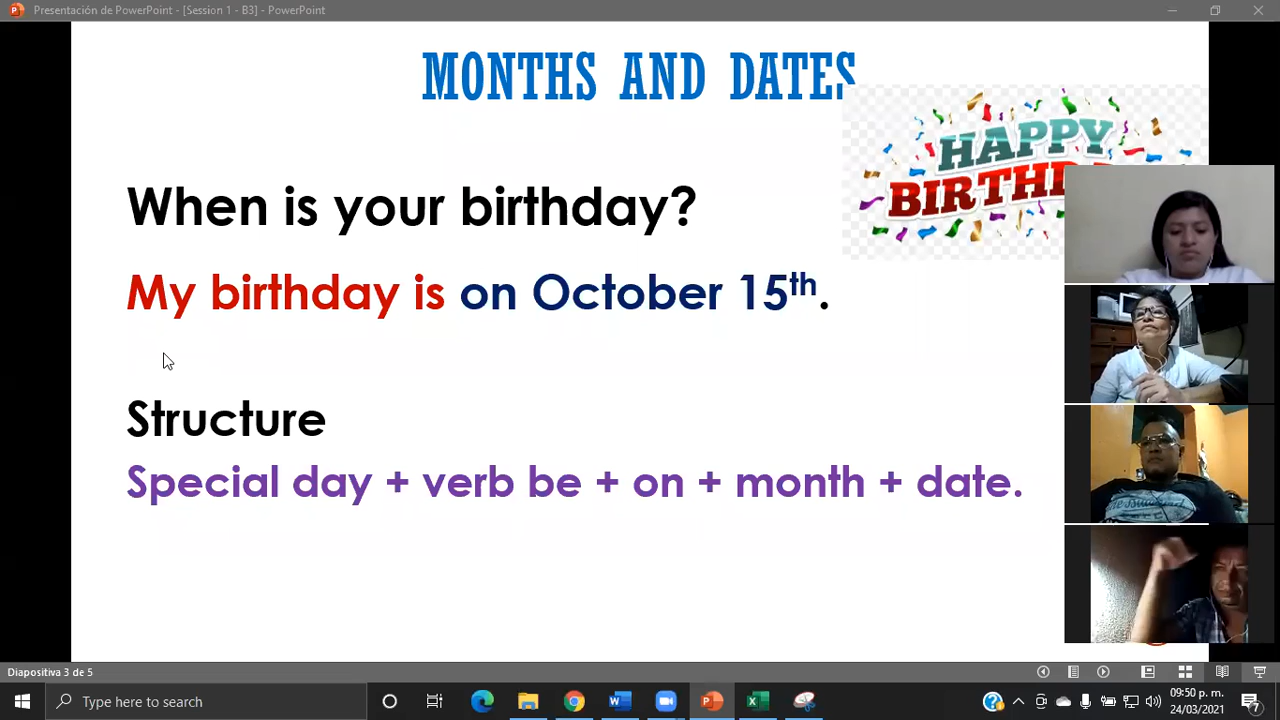 Presentación de PowerPoint - [Session 1 - B3] - PowerPoint
MONTHS AND DATES
HAPPY
When is your birthday?
My birthday is on October 15th.
Structure
Special day + verb be + on + month + date.
Diapositiva 3 de 5
Type here to search
09:50 p. m.
24/03/2021
7